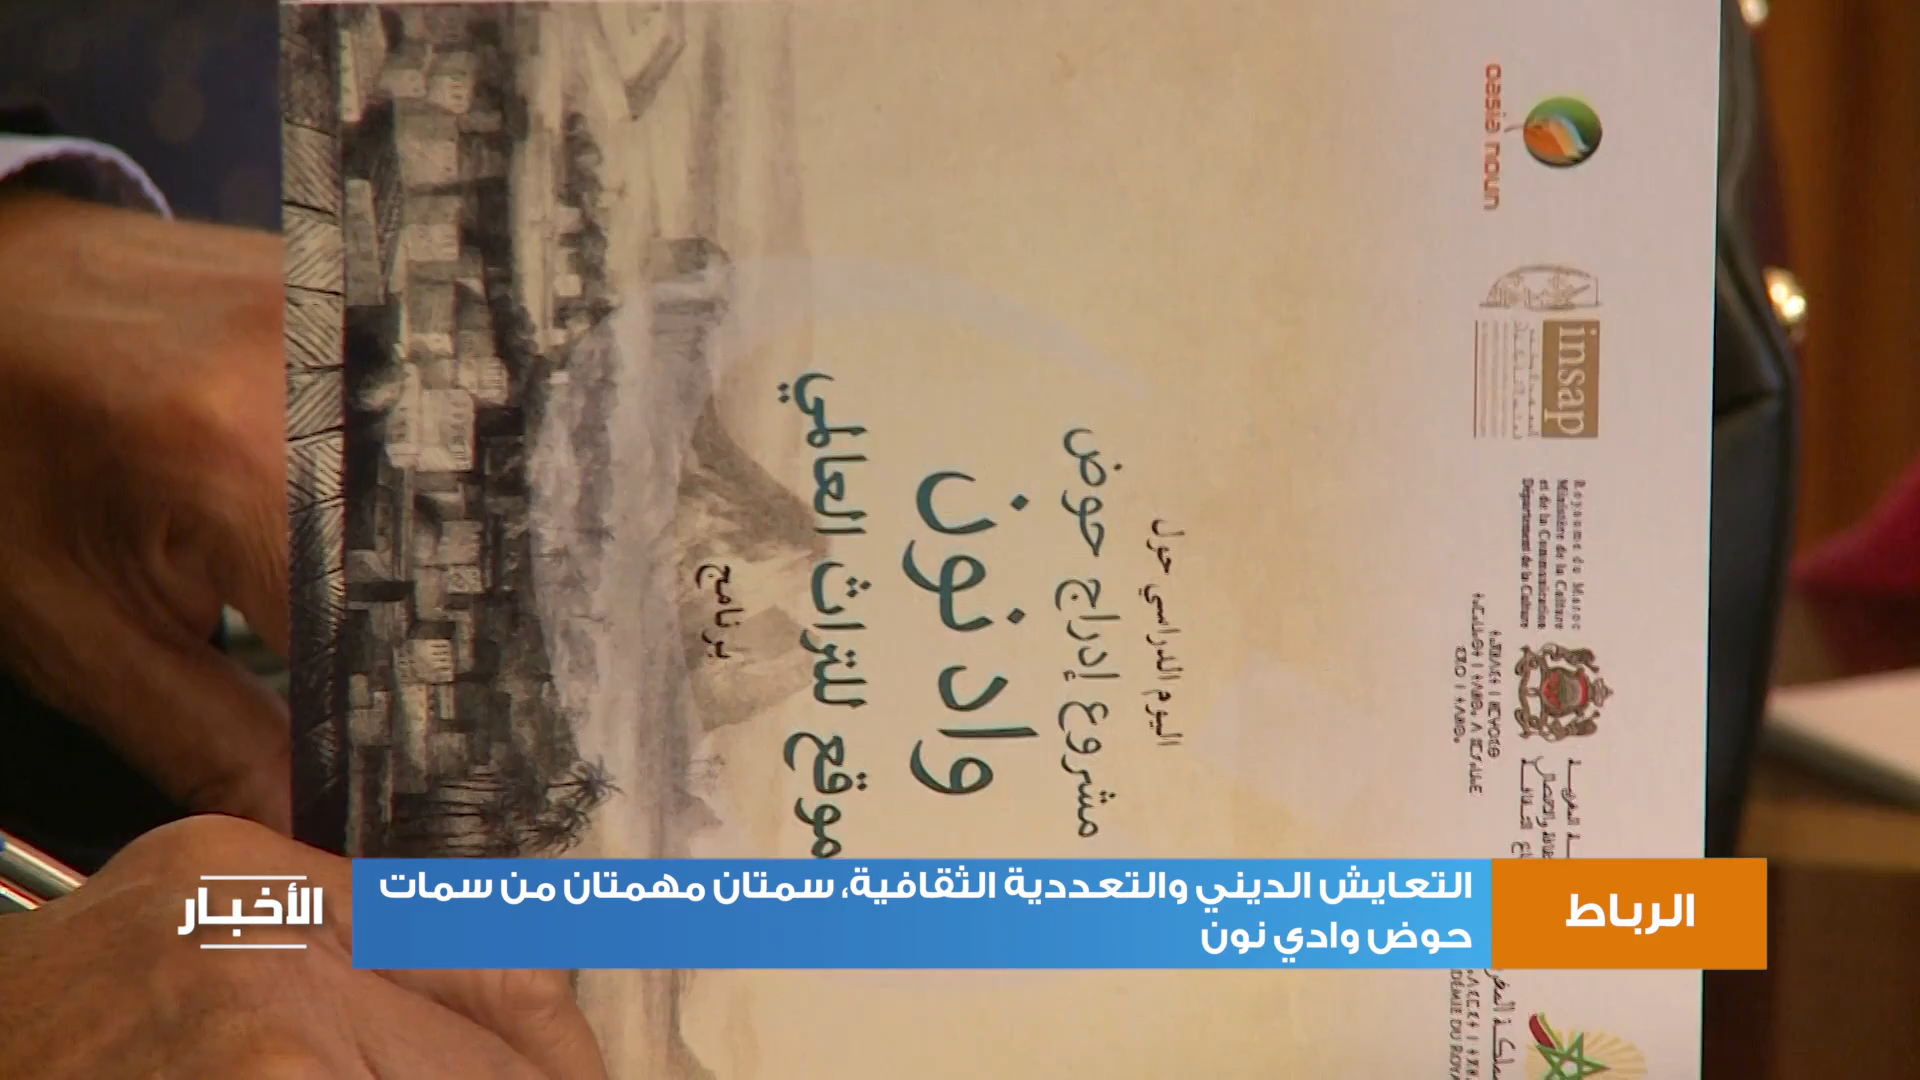 oasis noun
insap
Royaume du Maroc
Ministère de la Culture
et de la Communication
Département de la Culture
اليوم الدراسي حول
مشروع إدراج حوض
واد نون
موقع للتراث العالمي
برنامج
الرباط
التعايش الديني والتعددية الثقافية، سمتان مهمتان من سمات
حوض وادي نون
الأخبار